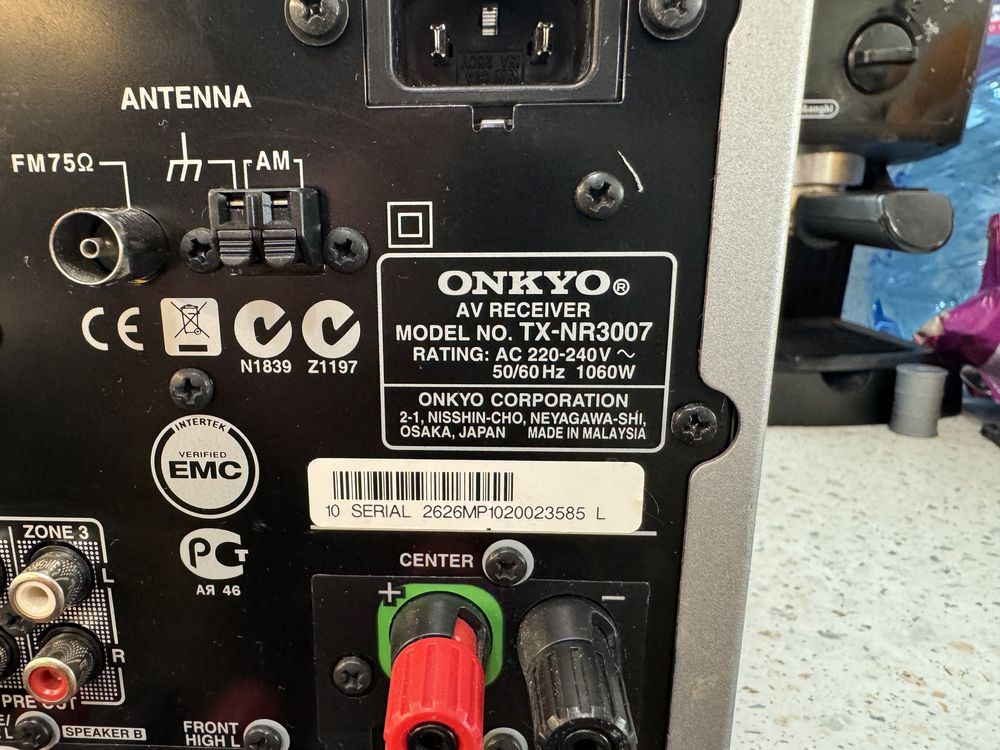 ANTENNA
FM75Ω
AM
ONKYO®
AV RECEIVER
MODEL NO. TX-NR3007
RATING: AC 220-240V ~
50/60Hz 1060W
ONKYO CORPORATION
2-1, NISSHIN-CHO, NEYAGAWA-SHI,
OSAKA, JAPAN MADE IN MALAYSIA
CE
N1839 Z1197
INTERTEK
VERIFIED
EMC
10 SERIAL 2626MP1020023585 L
АЯ 46
ZONE 3
L
R
PRE OUT
CENTER
+ −
L
SPEAKER B
FRONT
HIGH L